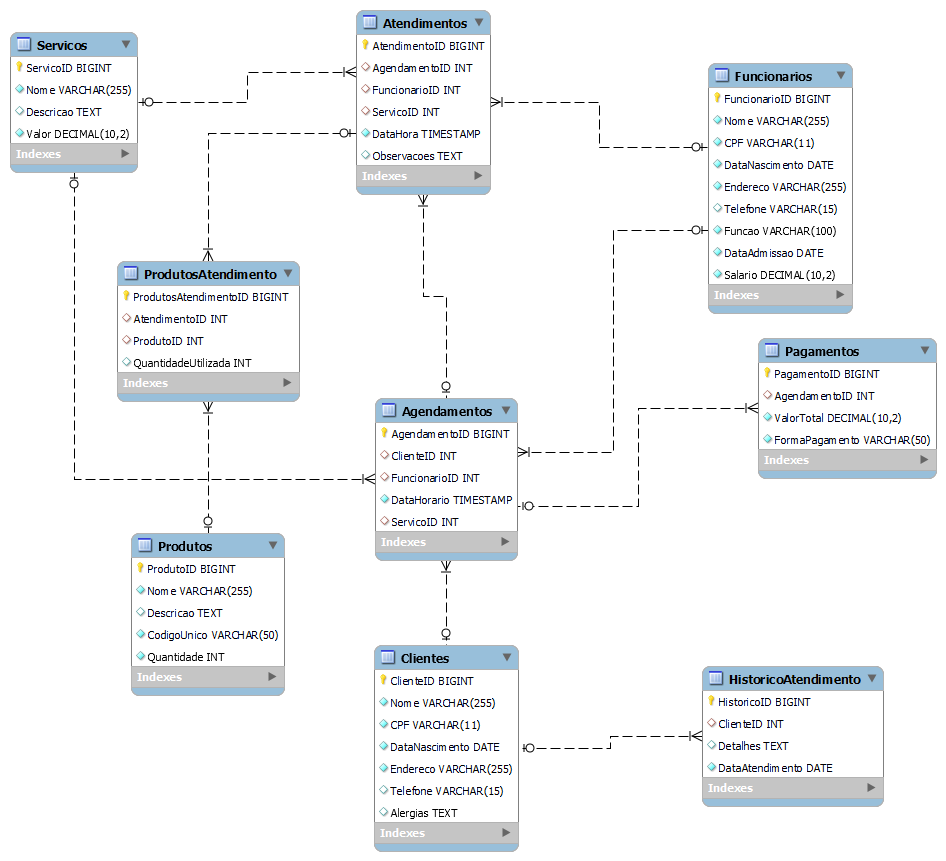 Servicos
ServicoID BIGINT
Nome VARCHAR(255)
Descricao TEXT
Valor DECIMAL(10,2)
Indexes
Atendimentos
AtendimentoID BIGINT
AgendamentoID INT
FuncionarioID INT
ServicoID INT
DataHora TIMESTAMP
Observacoes TEXT
Indexes
Funcionarios
FuncionarioID BIGINT
Nome VARCHAR(255)
CPF VARCHAR(11)
DataNascimento DATE
Endereco VARCHAR(255)
Telefone VARCHAR(15)
Funcao VARCHAR(100)
DataAdmissao DATE
Salario DECIMAL(10,2)
Indexes
ProdutosAtendimento
ProdutosAtendimentoID BIGINT
AtendimentoID INT
ProdutoID INT
QuantidadeUtilizada INT
Indexes
Pagamentos
PagamentoID BIGINT
AgendamentoID INT
ValorTotal DECIMAL(10,2)
FormaPagamento VARCHAR(50)
Indexes
Agendamentos
AgendamentoID BIGINT
ClienteID INT
FuncionarioID INT
DataHorario TIMESTAMP
ServicoID INT
Indexes
Produtos
ProdutoID BIGINT
Nome VARCHAR(255)
Descricao TEXT
CodigoUnico VARCHAR(50)
Quantidade INT
Indexes
Clientes
ClienteID BIGINT
Nome VARCHAR(255)
CPF VARCHAR(11)
DataNascimento DATE
Endereco VARCHAR(255)
Telefone VARCHAR(15)
Alergias TEXT
Indexes
HistoricoAtendimento
HistoricoID BIGINT
ClienteID INT
Detalhes TEXT
DataAtendimento DATE
Indexes